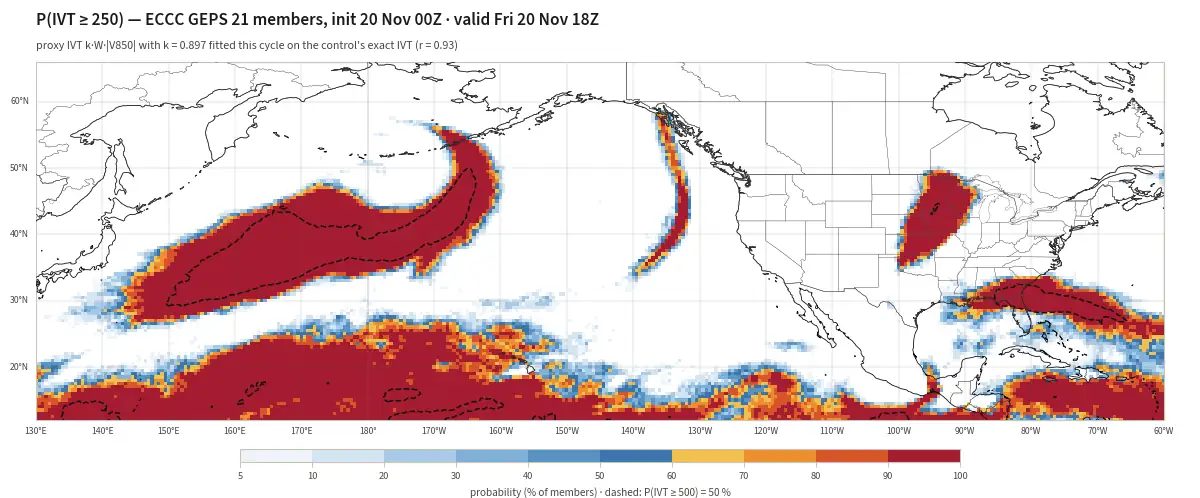 P(IVT ≥ 250) — ECCC GEPS 21 members, init 20 Nov 00Z · valid Fri 20 Nov 18Z
proxy IVT k·W·|V850| with k = 0.897 fitted this cycle on the control's exact IVT (r = 0.93)
60°N
50°N
40°N
30°N
20°N
130°E 140°E 150°E 160°E 170°E 180° 170°W 160°W 150°W 140°W 130°W 120°W 110°W 100°W 90°W 80°W 70°W 60°W
5 10 20 30 40 50 60 70 80 90 100
probability (% of members) · dashed: P(IVT ≥ 500) = 50 %